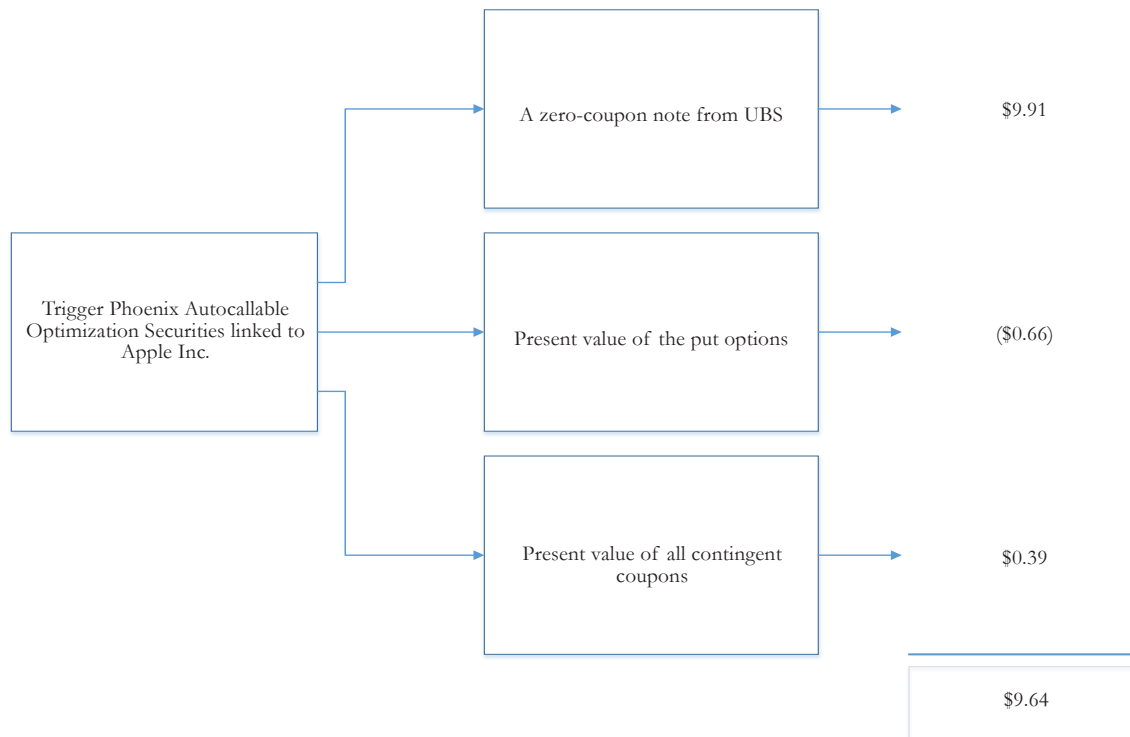 A zero-coupon note from UBS
$9.91
Trigger Phoenix Autocallable
Optimization Securities linked to
Apple Inc.
Present value of the put options
($0.66)
Present value of all contingent
coupons
$0.39
$9.64